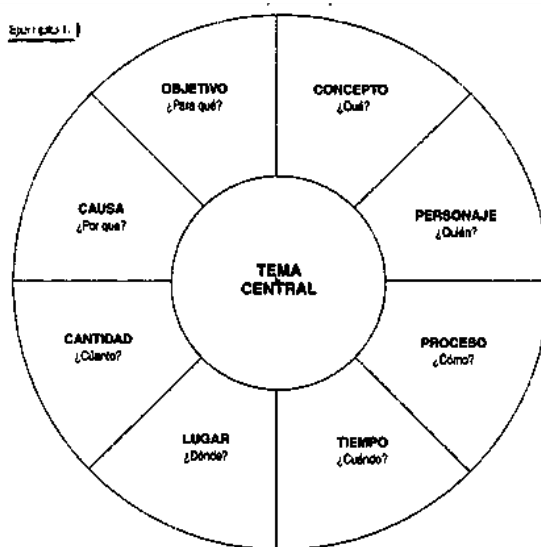 Ejemplo 1.
OBJETIVO
¿Para qué?
CONCEPTO
¿Qué?
CAUSA
¿Por que?
PERSONAJE
¿Quién?
TEMA
CENTRAL
CANTIDAD
¿Cuánto?
PROCESO
¿Cómo?
LUGAR
¿Dónde?
TIEMPO
¿Cuándo?